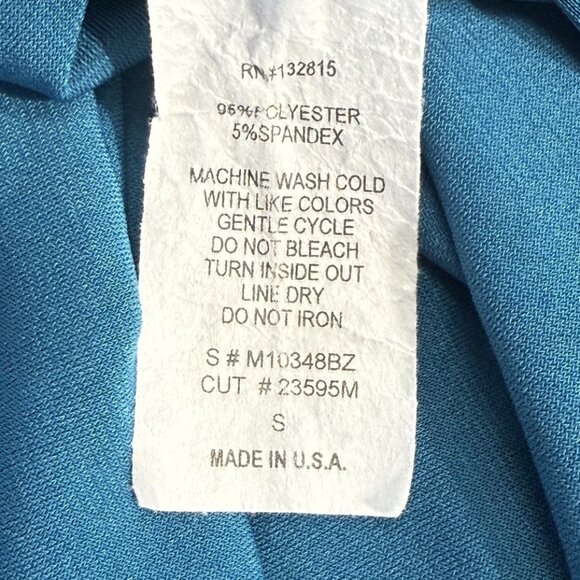 RN#132815
96%POLYESTER
5%SPANDEX
MACHINE WASH COLD
WITH LIKE COLORS
GENTLE CYCLE
DO NOT BLEACH
TURN INSIDE OUT
LINE DRY
DO NOT IRON
S # M10348BZ
CUT # 23595M
S
MADE IN U.S.A.